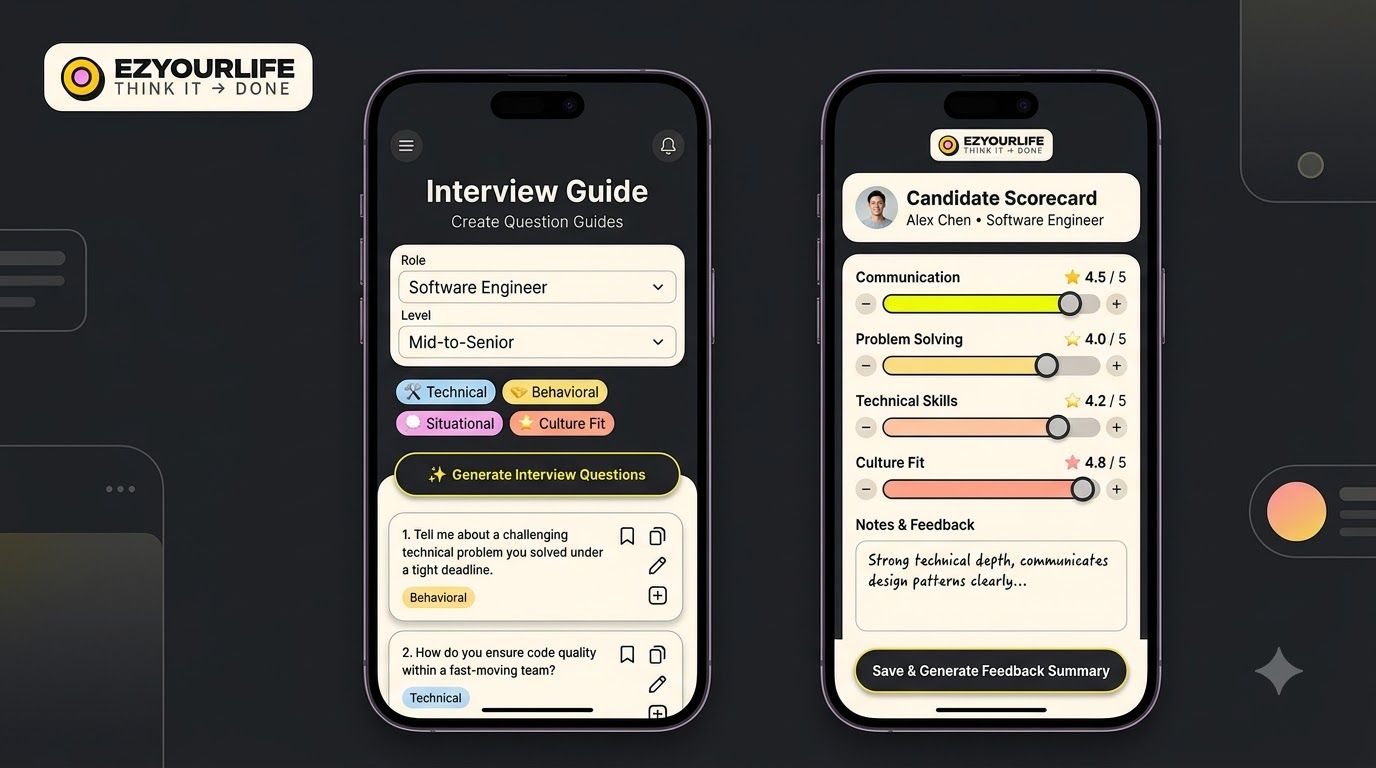 EZYOURLIFE
THINK IT → DONE
Interview Guide
Create Question Guides
Role
Software Engineer
Level
Mid-to-Senior
Technical
Behavioral
Situational
Culture Fit
Generate Interview Questions
1. Tell me about a challenging
technical problem you solved under
a tight deadline.
Behavioral
2. How do you ensure code quality
within a fast-moving team?
Technical
EZYOURLIFE
THINK IT → DONE
Candidate Scorecard
Alex Chen • Software Engineer
Communication
4.5 / 5
Problem Solving
4.0 / 5
Technical Skills
4.2 / 5
Culture Fit
4.8 / 5
Notes & Feedback
Strong technical depth, communicates
design patterns clearly...
Save & Generate Feedback Summary